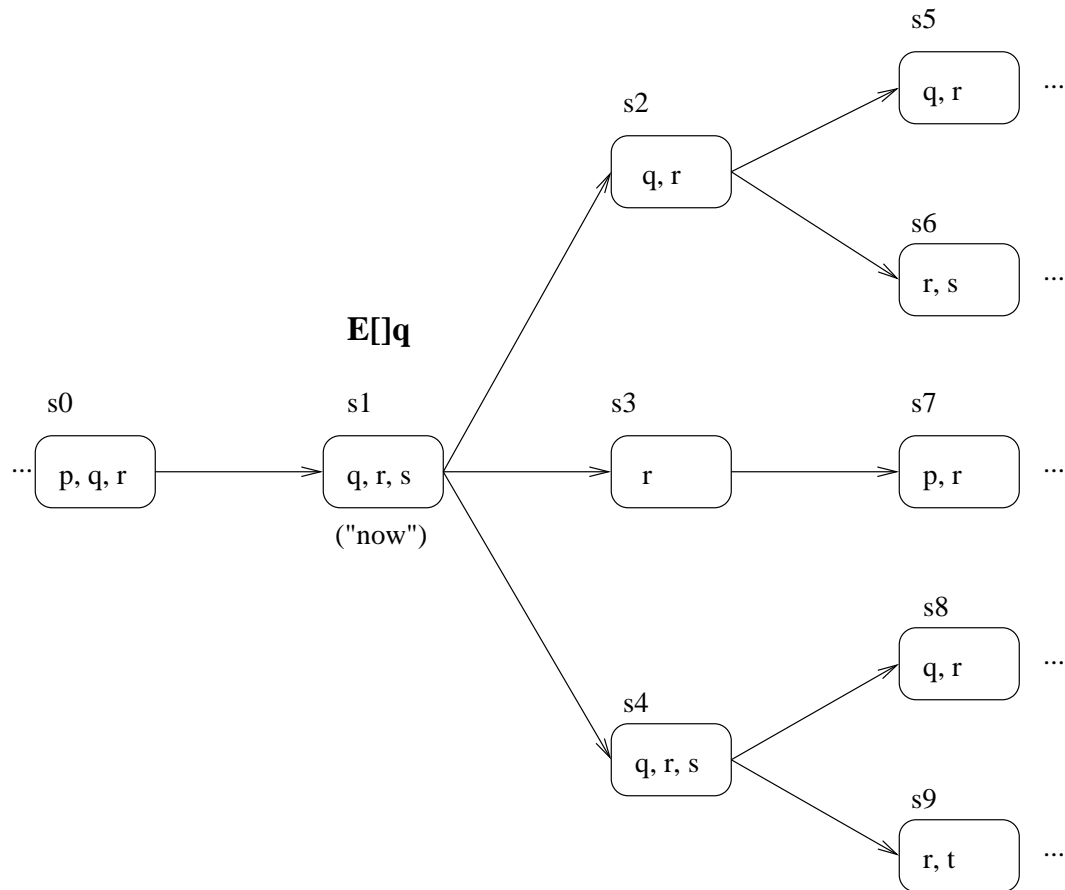 s5
q, r
...
s2
q, r
s6
r, s
...
E[]q
s0
s1
s3
s7
...
p, q, r
q, r, s
r
p, r
...
("now")
s8
q, r
...
s4
q, r, s
s9
r, t
...